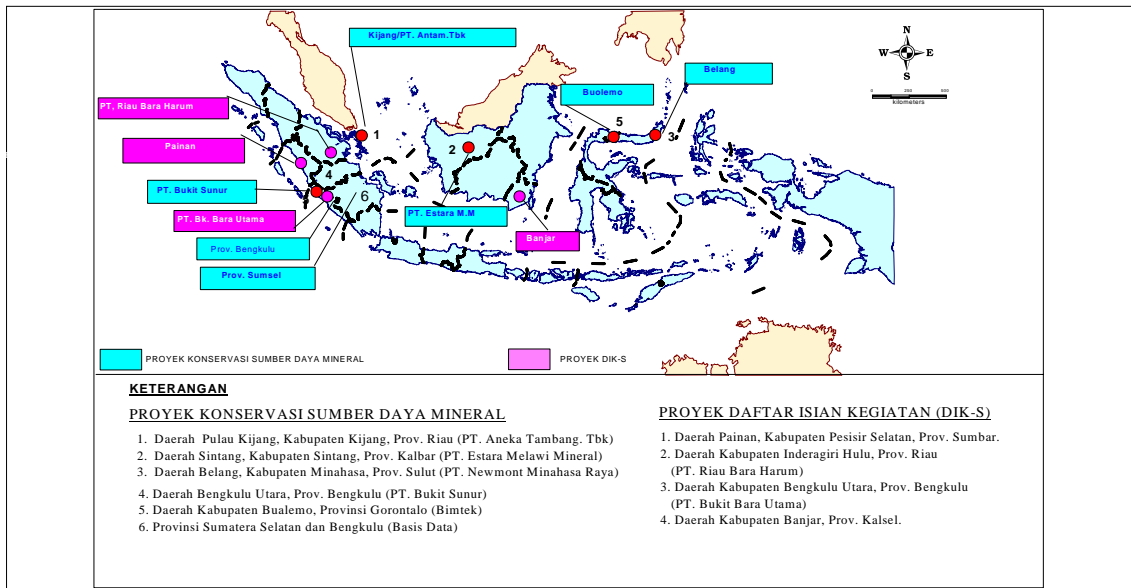 Kijang/PT. Antam.Tbk
N
W E
S
0 250 500
kilometers
Belang
Buolemo
PT, Riau Bara Harum
1
5
3
2
Painan
4
PT. Bukit Sunur
6
PT. Bk. Bara Utama
PT. Estara M.M
Banjar
Prov. Bengkulu
Prov. Sumsel
PROYEK KONSERVASI SUMBER DAYA MINERAL
PROYEK DIK-S
KETERANGAN
PROYEK KONSERVASI SUMBER DAYA MINERAL
1. Daerah Pulau Kijang, Kabupaten Kijang, Prov. Riau (PT. Aneka Tambang. Tbk)
2. Daerah Sintang, Kabupaten Sintang, Prov. Kalbar (PT. Estara Melawi Mineral)
3. Daerah Belang, Kabupaten Minahasa, Prov. Sulut (PT. Newmont Minahasa Raya)
4. Daerah Bengkulu Utara, Prov. Bengkulu (PT. Bukit Sunur)
5. Daerah Kabupaten Bualemo, Provinsi Gorontalo (Bimtek)
6. Provinsi Sumatera Selatan dan Bengkulu (Basis Data)
PROYEK DAFTAR ISIAN KEGIATAN (DIK-S)
1. Daerah Painan, Kabupaten Pesisir Selatan, Prov. Sumbar.
2. Daerah Kabupaten Inderagiri Hulu, Prov. Riau
(PT. Riau Bara Harum)
3. Daerah Kabupaten Bengkulu Utara, Prov. Bengkulu
(PT. Bukit Bara Utama)
4. Daerah Kabupaten Banjar, Prov. Kalsel.